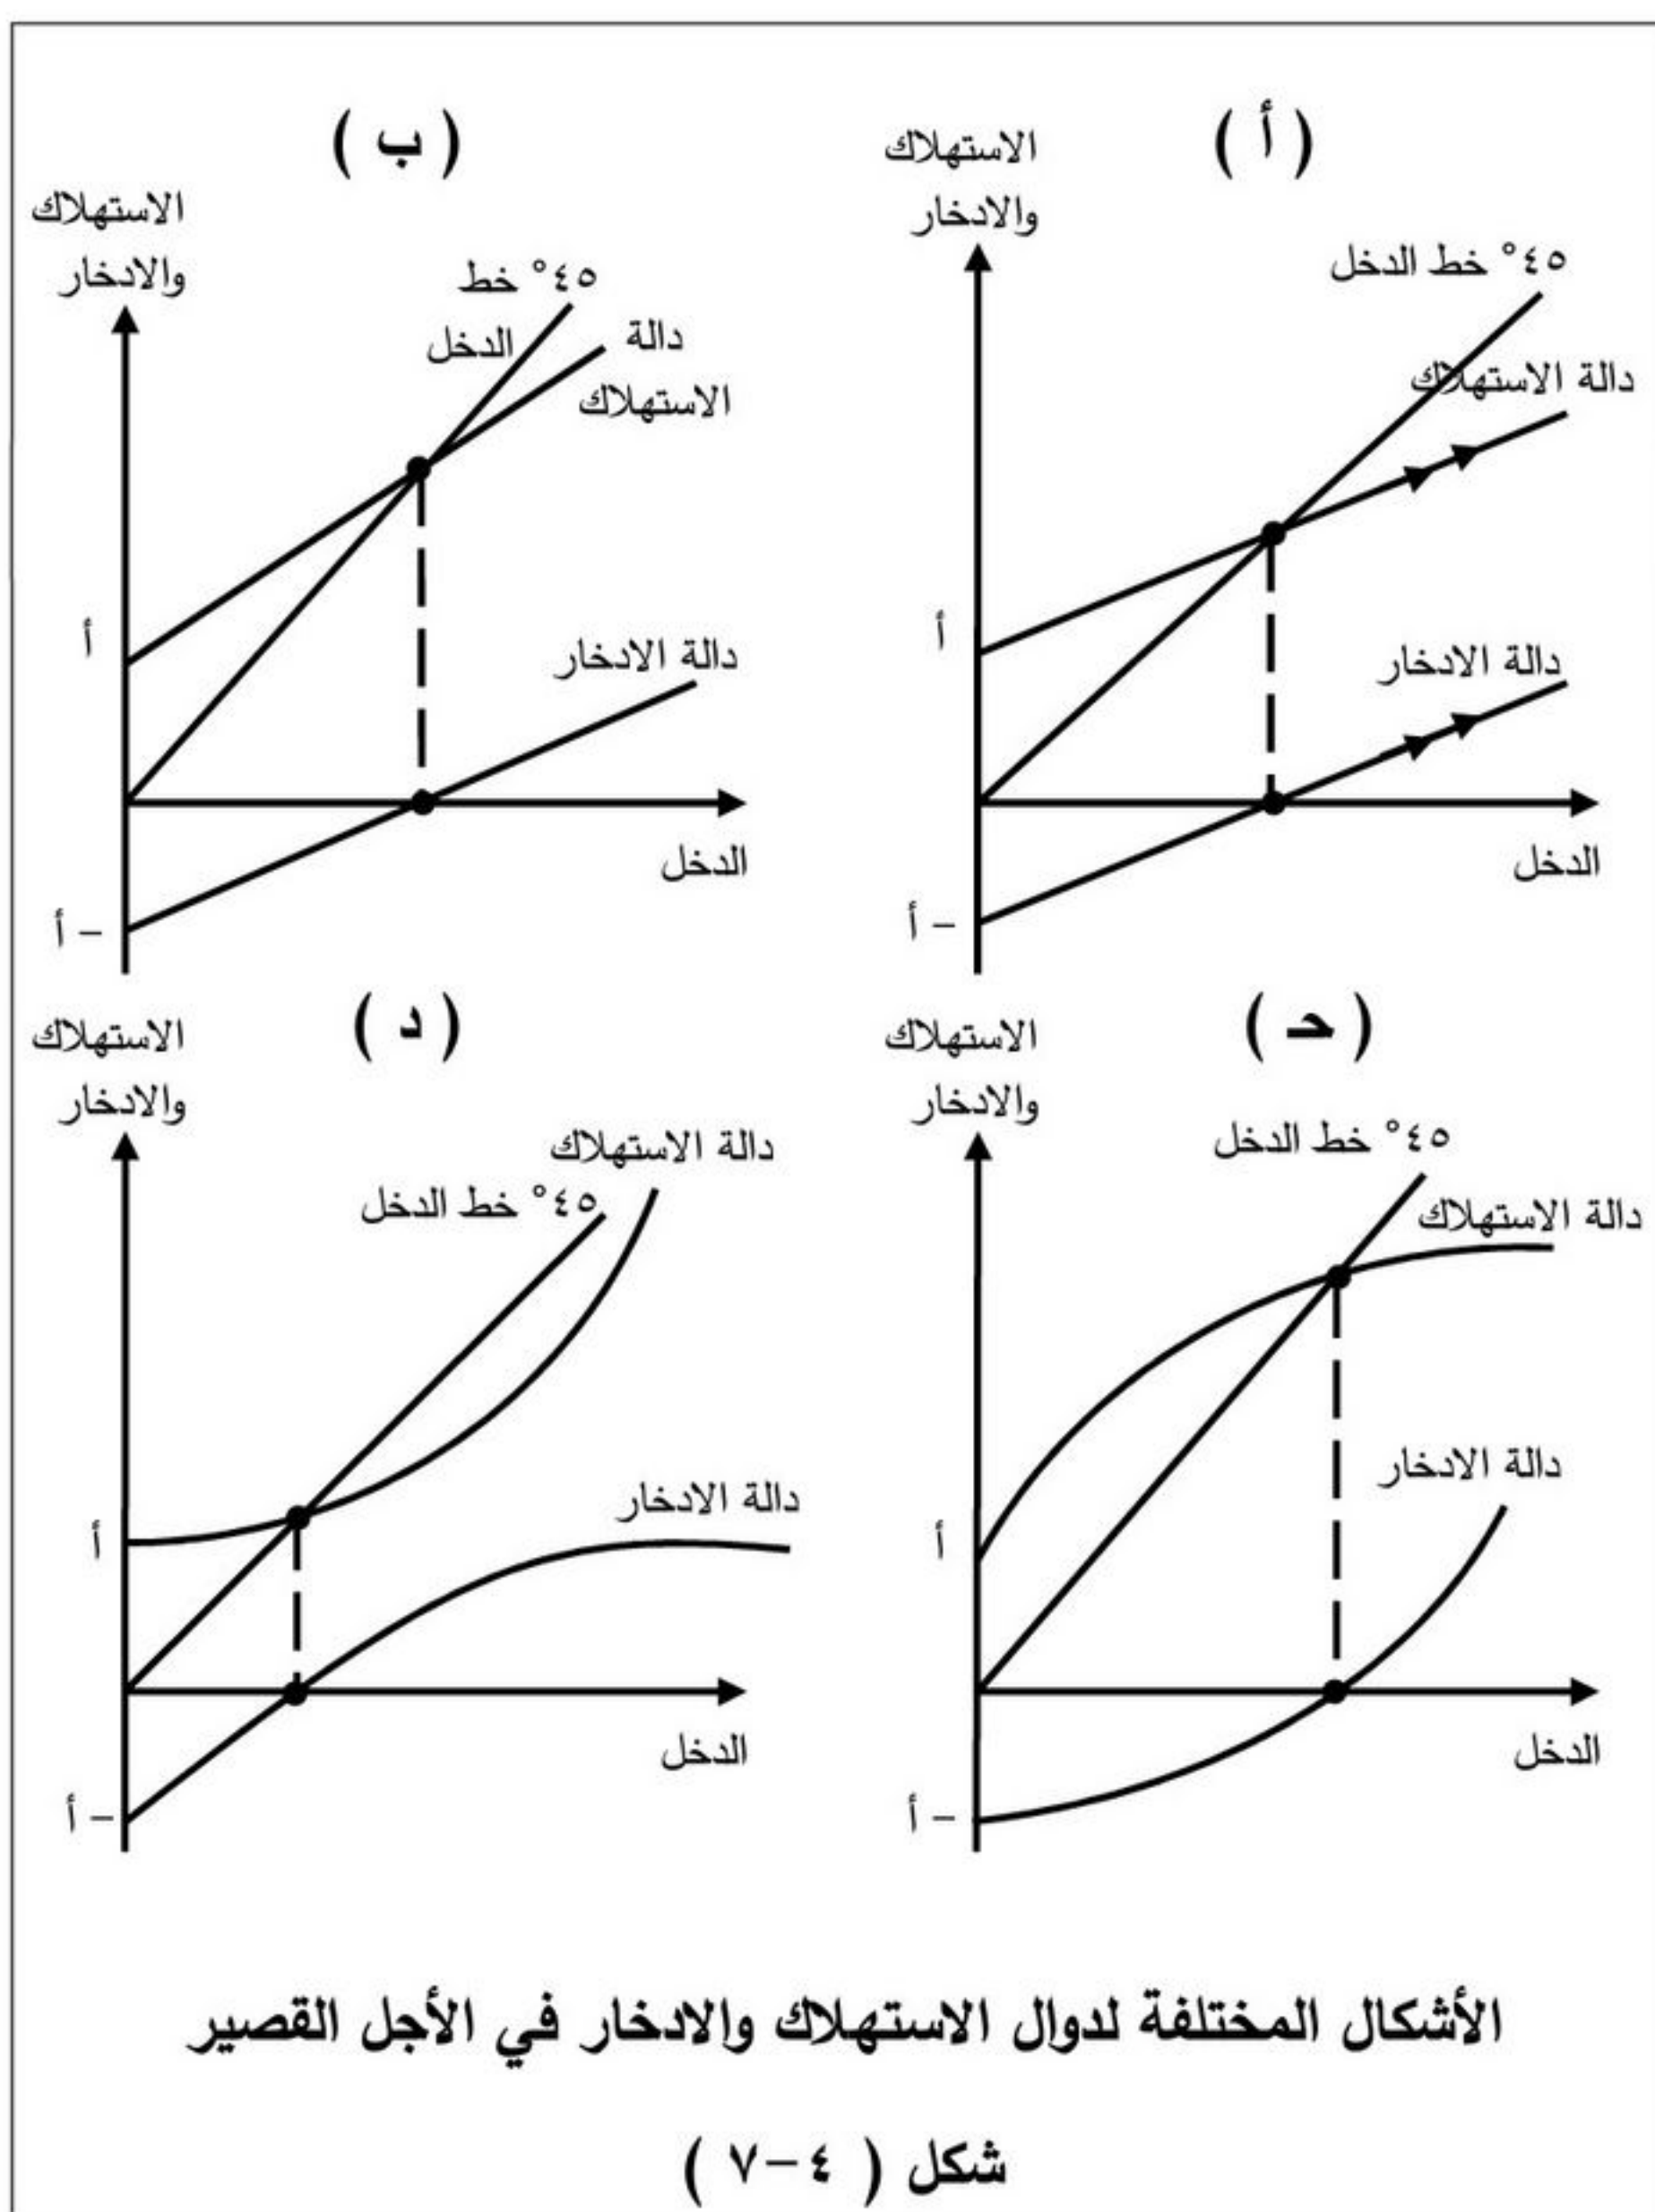 ( أ )
الاستهلاك
والادخار
٤٥° خط الدخل
دالة الاستهلاك
أ
دالة الادخار
الدخل
– أ
( ب )
الاستهلاك
والادخار
٤٥° خط
الدخل
دالة
الاستهلاك
أ
دالة الادخار
الدخل
– أ
( حـ )
الاستهلاك
والادخار
٤٥° خط الدخل
دالة الاستهلاك
دالة الادخار
أ
الدخل
– أ
( د )
الاستهلاك
والادخار
دالة الاستهلاك
٤٥° خط الدخل
دالة الادخار
أ
الدخل
– أ
الأشكال المختلفة لدوال الاستهلاك والادخار في الأجل القصير
شكل ( ٤-٧ )